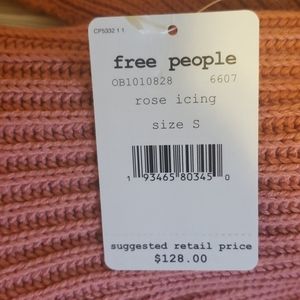 CP5332 1 1
free people
OB1010828 6607
rose icing
size S
1 93465 80345 0
suggested retail price
$128.00